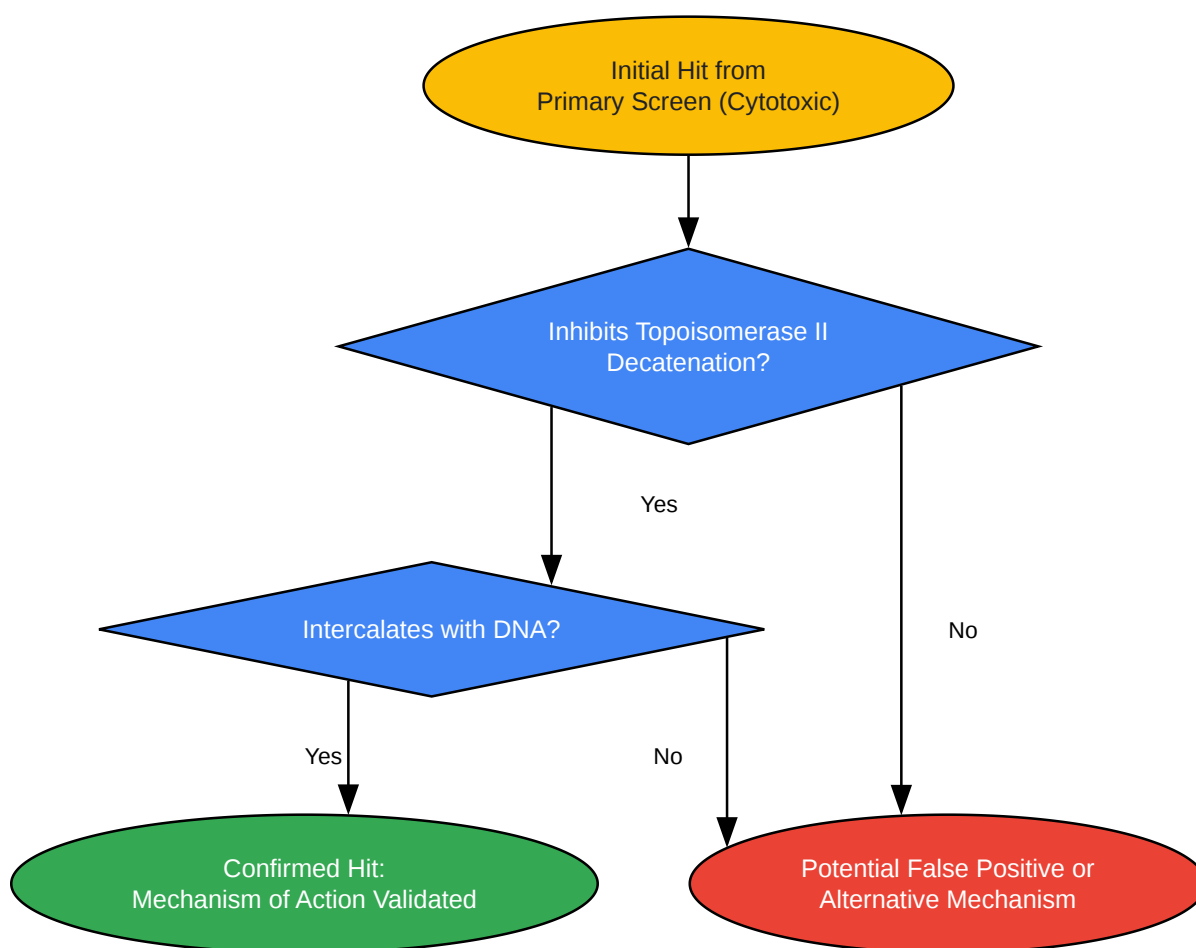 Initial Hit from
Primary Screen (Cytotoxic)
Inhibits Topoisomerase II
Decatenation?
Yes
Intercalates with DNA?
No
Yes
No
Confirmed Hit:
Mechanism of Action Validated
Potential False Positive or
Alternative Mechanism